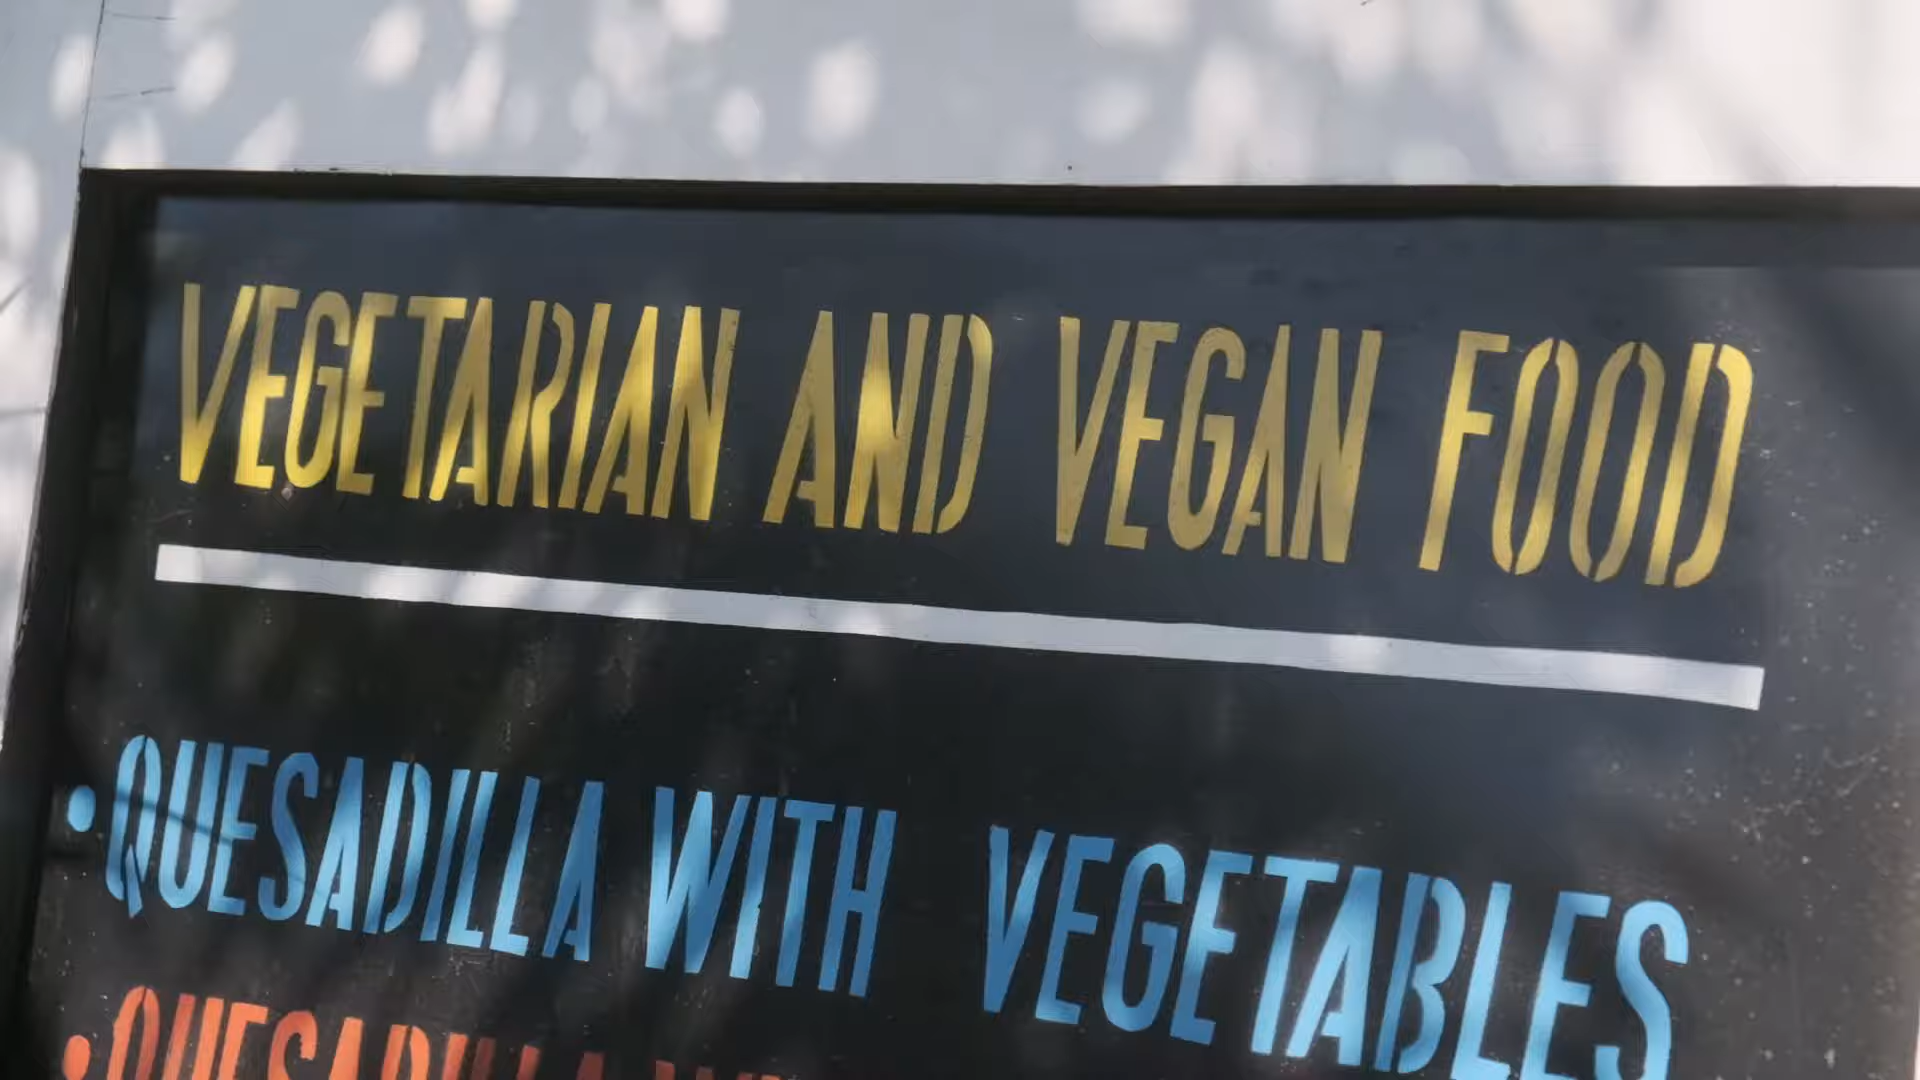 VEGETARIAN AND VEGAN FOOD
• QUESADILLA WITH VEGETABLES
• QUESADILLA